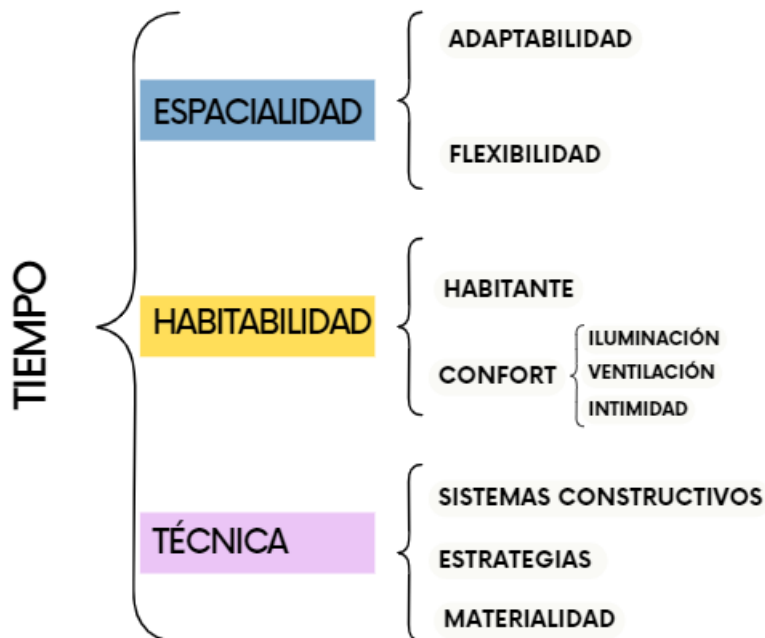 TIEMPO
ESPACIALIDAD
ADAPTABILIDAD
FLEXIBILIDAD
HABITABILIDAD
HABITANTE
CONFORT
ILUMINACIÓN
VENTILACIÓN
INTIMIDAD
TÉCNICA
SISTEMAS CONSTRUCTIVOS
ESTRATEGIAS
MATERIALIDAD